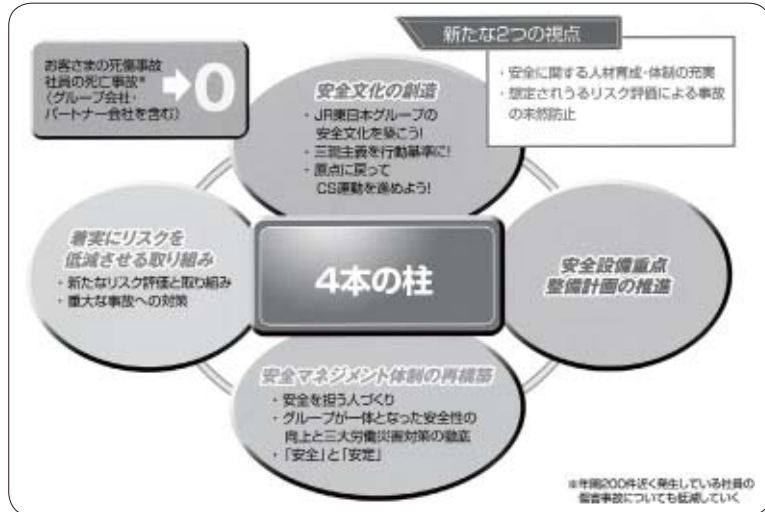 お客さまの死傷事故
社員の死亡事故*
(グループ会社・
パートナー会社を含む)
0
新たな2つの視点
・安全に関する人材育成・体制の充実
・想定されうるリスク評価による事故
の未然防止
安全文化の創造
・JR東日本グループの
安全文化を築こう!
・三現主義を行動基準に!
・原点に戻って
CS運動を進めよう!
着実にリスクを
低減させる取り組み
・新たなリスク評価と取り組み
・重大な事故への対策
4本の柱
安全設備重点
整備計画の推進
安全マネジメント体制の再構築
・安全を担う人づくり
・グループが一体となった安全性の
向上と三大労働災害対策の徹底
・「安全」と「安定」
※年間200件近く発生している社員の
傷害事故についても低減していく